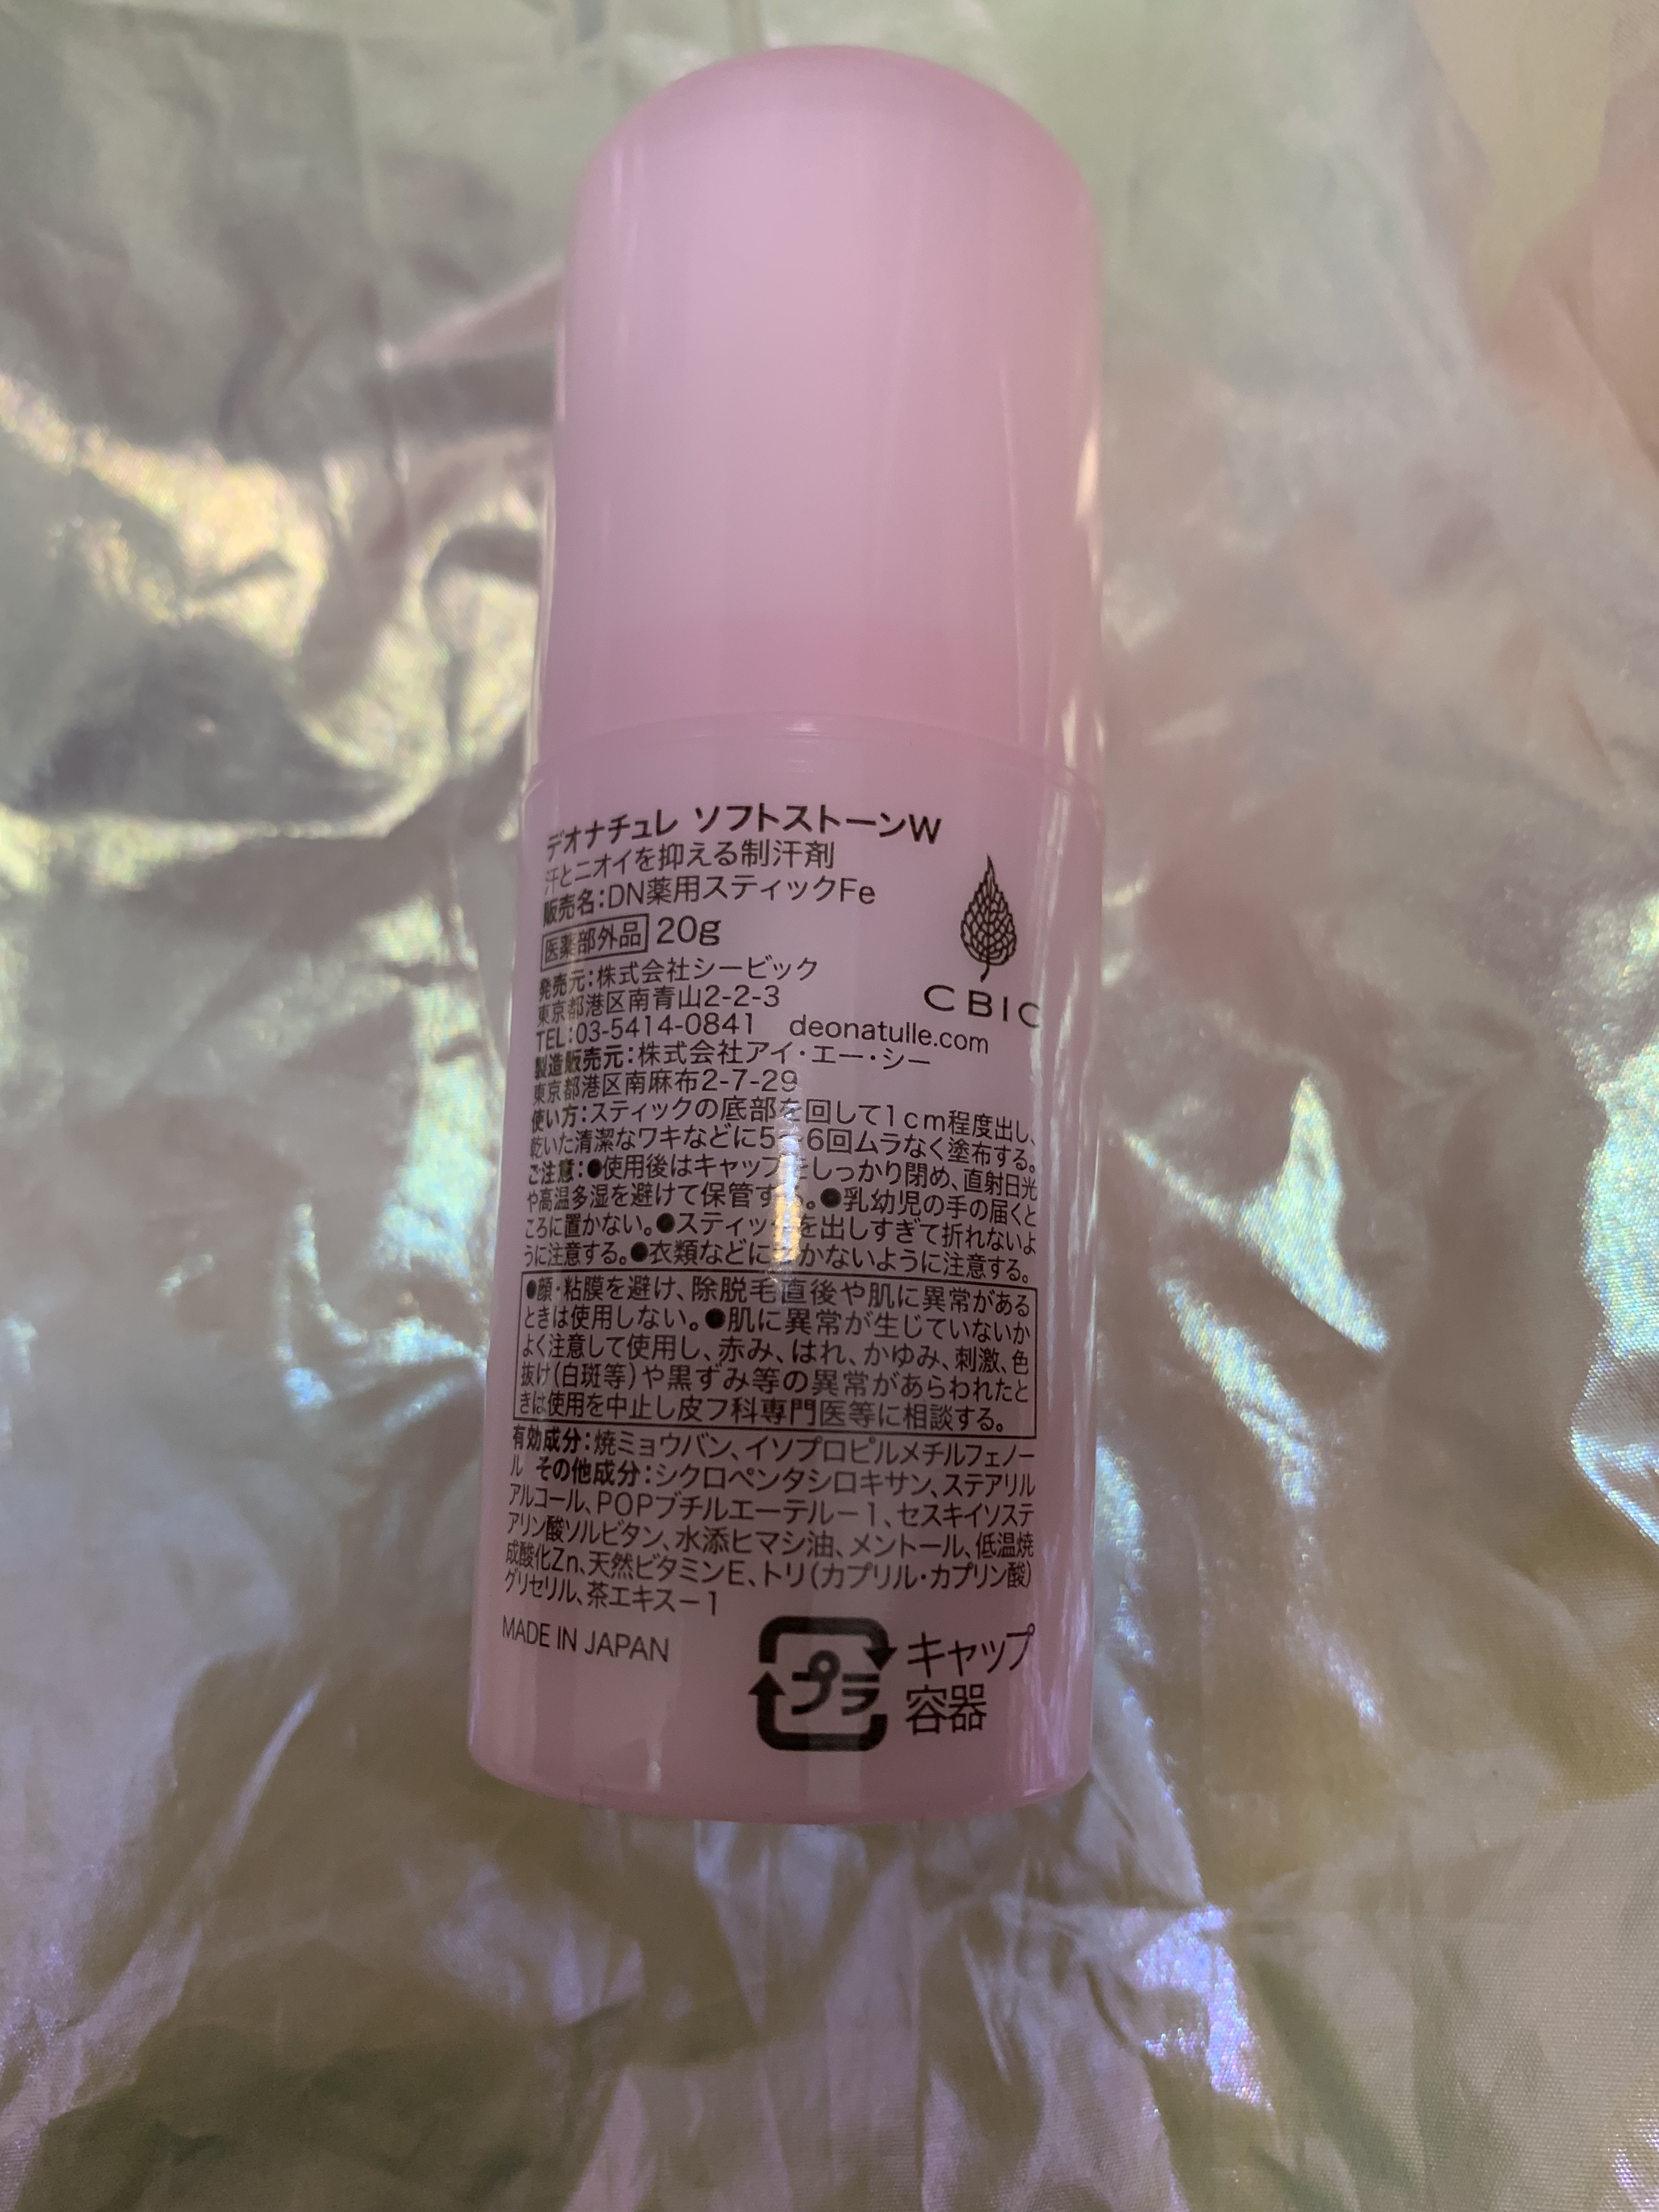 デオナチュレ ソフトストーンW
汗とニオイを抑える制汗剤
販売名:DN薬用スティックFe
医薬部外品 20g
CBIC
発売元:株式会社シービック
東京都港区南青山2-2-3
TEL:03-5414-0841 deonatulle.com
製造販売元:株式会社アイ・エー・シー
東京都港区南麻布2-7-29
使い方:スティックの底部を回して1cm程度出し、
乾いた清潔なワキなどに5〜6回ムラなく塗布する。
ご注意:●使用後はキャップをしっかり閉め、直射日光
や高温多湿を避けて保管する。●乳幼児の手の届くと
ころに置かない。●スティックを出しすぎて折れないよ
うに注意する。●衣類などにつかないように注意する。
●顔・粘膜を避け、除脱毛直後や肌に異常がある
ときは使用しない。●肌に異常が生じていないか
よく注意して使用し、赤み、はれ、かゆみ、刺激、色
抜け(白斑等)や黒ずみ等の異常があらわれたと
きは使用を中止し皮フ科専門医等に相談する。
有効成分:焼ミョウバン、イソプロピルメチルフェノー
ル その他成分:シクロペンタシロキサン、ステアリル
アルコール、POPブチルエーテル－1、セスキイソステ
アリン酸ソルビタン、水添ヒマシ油、メントール、低温焼
成酸化Zn、天然ビタミンE、トリ(カプリル・カプリン酸)
グリセリル、茶エキス－1
MADE IN JAPAN
プラ キャップ
容器